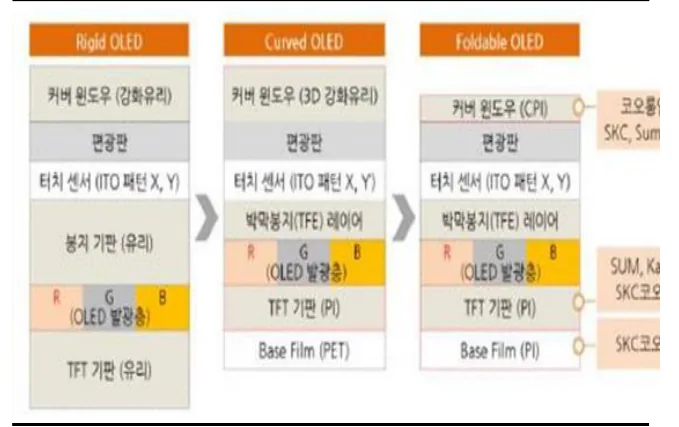 Rigid OLED
커버 윈도우 (강화유리)
편광판
터치 센서 (ITO 패턴 X, Y)
봉지 기판 (유리)
R G B
(OLED 발광층)
TFT 기판 (유리)
Curved OLED
커버 윈도우 (3D 강화유리)
편광판
터치 센서 (ITO 패턴 X, Y)
박막봉지(TFE) 레이어
R G B
(OLED 발광층)
TFT 기판 (PI)
Base Film (PET)
Foldable OLED
커버 윈도우 (CPI)
편광판
터치 센서 (ITO 패턴 X, Y)
박막봉지(TFE) 레이어
R G B
(OLED 발광층)
TFT 기판 (PI)
Base Film (PI)
코오롱인
SKC, Sum
SUM, Ka
SKC코오
SKC코오